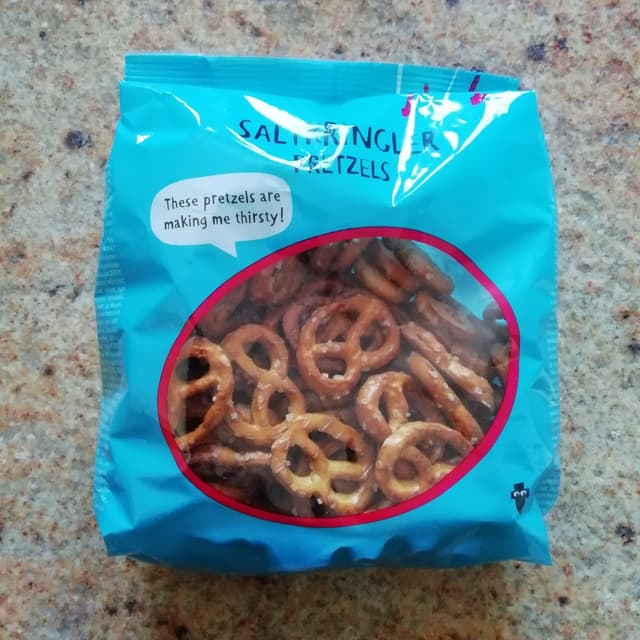 SALTKRINGLER
PRETZELS
These pretzels are
making me thirsty!